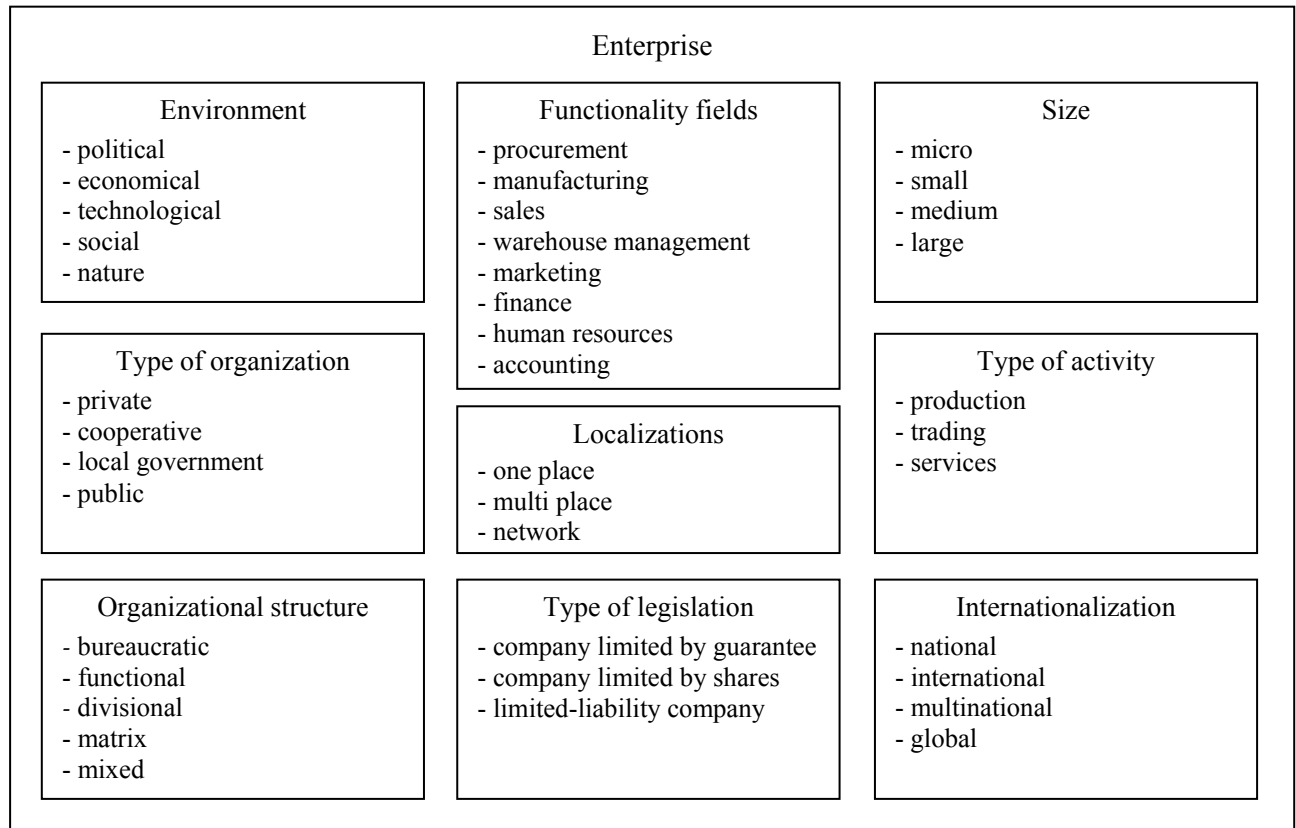 Enterprise
Environment
- political
- economical
- technological
- social
- nature
Functionality fields
- procurement
- manufacturing
- sales
- warehouse management
- marketing
- finance
- human resources
- accounting
Size
- micro
- small
- medium
- large
Type of organization
- private
- cooperative
- local government
- public
Localizations
- one place
- multi place
- network
Type of activity
- production
- trading
- services
Organizational structure
- bureaucratic
- functional
- divisional
- matrix
- mixed
Type of legislation
- company limited by guarantee
- company limited by shares
- limited-liability company
Internationalization
- national
- international
- multinational
- global